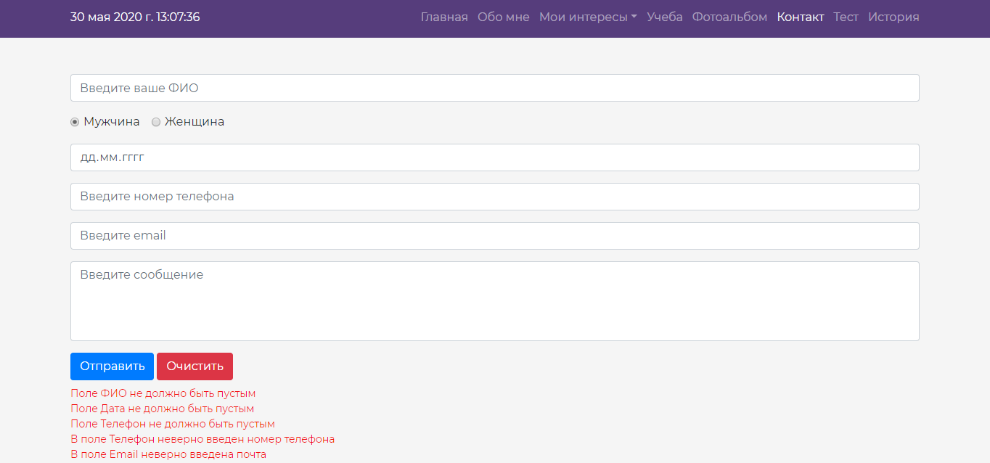 30 мая 2020 г. 13:07:36 Главная Обо мне Мои интересы Учеба Фотоальбом Контакт Тест История
Введите ваше ФИО
Мужчина Женщина
дд.мм.гггг
Введите номер телефона
Введите email
Введите сообщение
Отправить Очистить
Поле ФИО не должно быть пустым
Поле Дата не должно быть пустым
Поле Телефон не должно быть пустым
В поле Телефон неверно введен номер телефона
В поле Email неверно введена почта